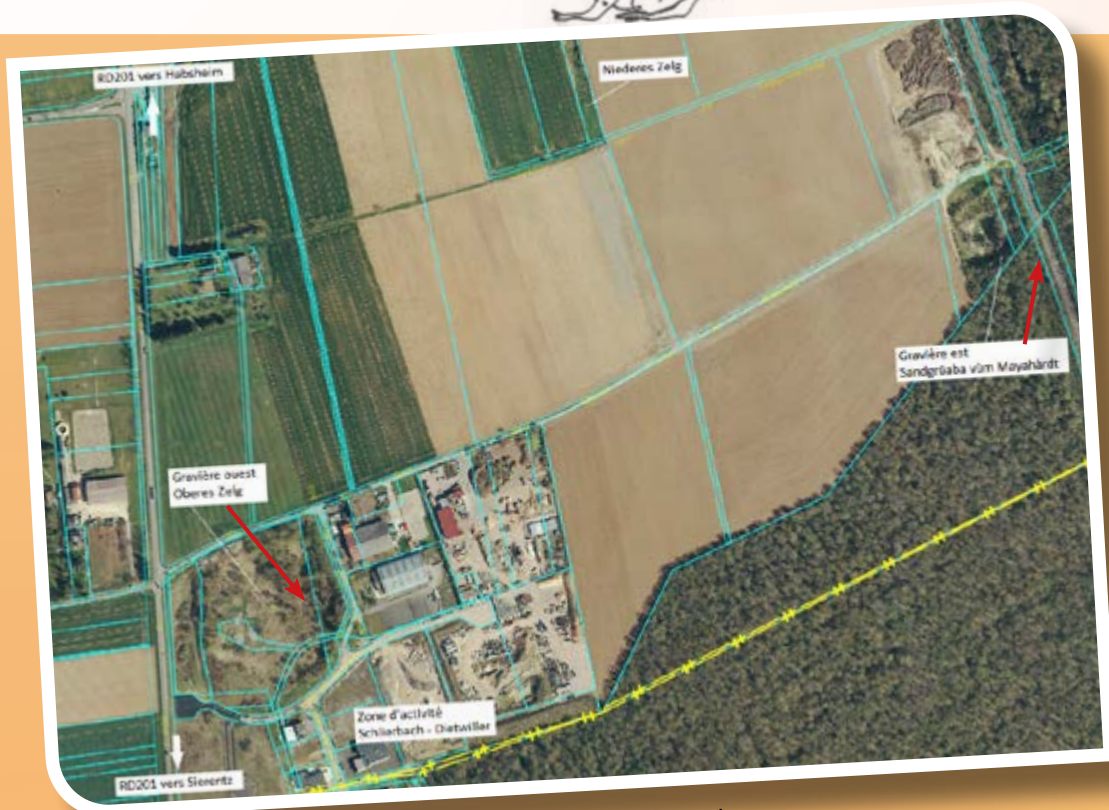 RD201 vers Habsheim
Niederes Zelg
Gravière est
Sandgrüaba vùm Mayahàrdt
Gravière ouest
Oberes Zelg
Zone d'activité
Schlierbach - Dietwiller
RD201 vers Sierentz